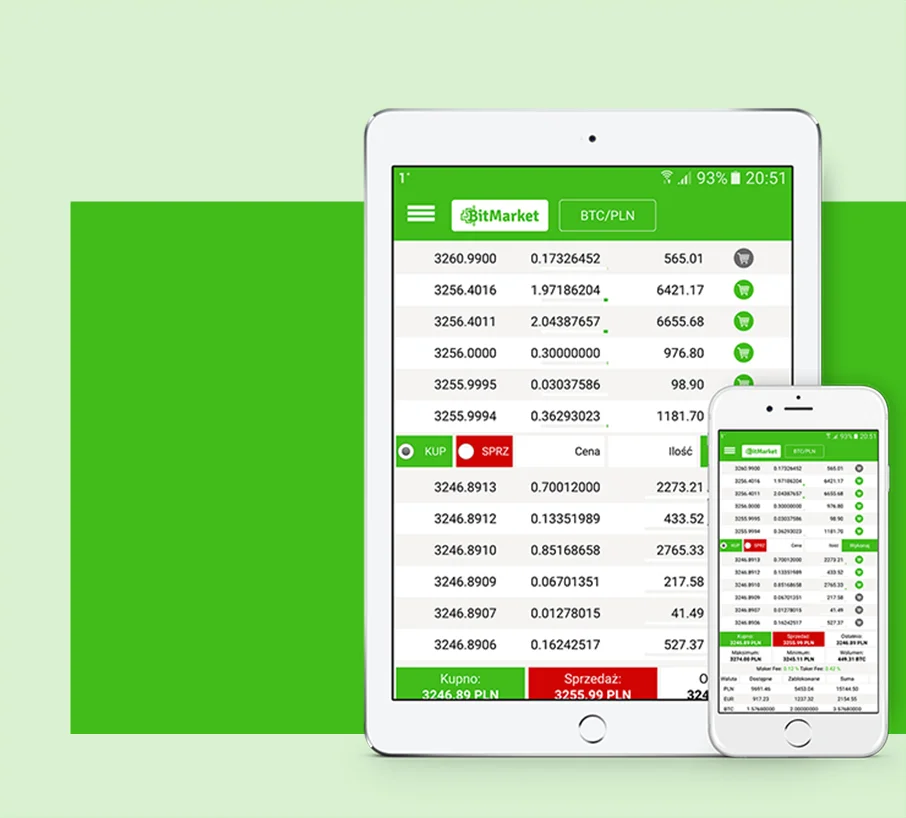 1°
93% 20:51
BitMarket BTC/PLN
3260.9900 0.17326452 565.01
3256.4016 1.97186204 6421.17
3256.4011 2.04387657 6655.68
3256.0000 0.30000000 976.80
3255.9995 0.03037586 98.90
3255.9994 0.36293023 1181.70
KUP SPRZ Cena Ilość
3246.8913 0.70012000 2273.21
3246.8912 0.13351989 433.52
3246.8910 0.85168658 2765.33
3246.8909 0.06701351 217.58
3246.8907 0.01278015 41.49
3246.8906 0.16242517 527.37
Kupno: Sprzedaż: O
3246.89 PLN 3255.99 PLN 324
93% 20:51
BitMarket BTC/PLN
3260.9900 0.17326452 565.01
3256.4016 1.97186204 6421.17
3256.4011 2.04387657 6655.68
3256.0000 0.30000000 976.80
3255.9995 0.03037586 98.90
3255.9994 0.36293023 1181.70
KUP SPRZ Cena Ilość Wykonaj
3246.8913 0.70012000 2273.21
3246.8912 0.13351989 433.52
3246.8910 0.85168658 2765.33
3246.8909 0.06701351 217.58
3246.8907 0.01278015 41.49
3246.8906 0.16242517 527.37
Kupno: Sprzedaż: Ostatnio:
3246.89 PLN 3255.99 PLN 3246.89 PLN
Maksimum: Minimum: Wolumen:
3274.00 PLN 3245.11 PLN 449.31 BTC
Maker Fee: 0.12 % Taker Fee: 0.42 %
Waluta Dostępne Zablokowane Suma
PLN 9691.46 5453.04 15144.50
EUR 917.23 1237.32 2154.55
BTC 1.57680000 2.00000000 3.57680000